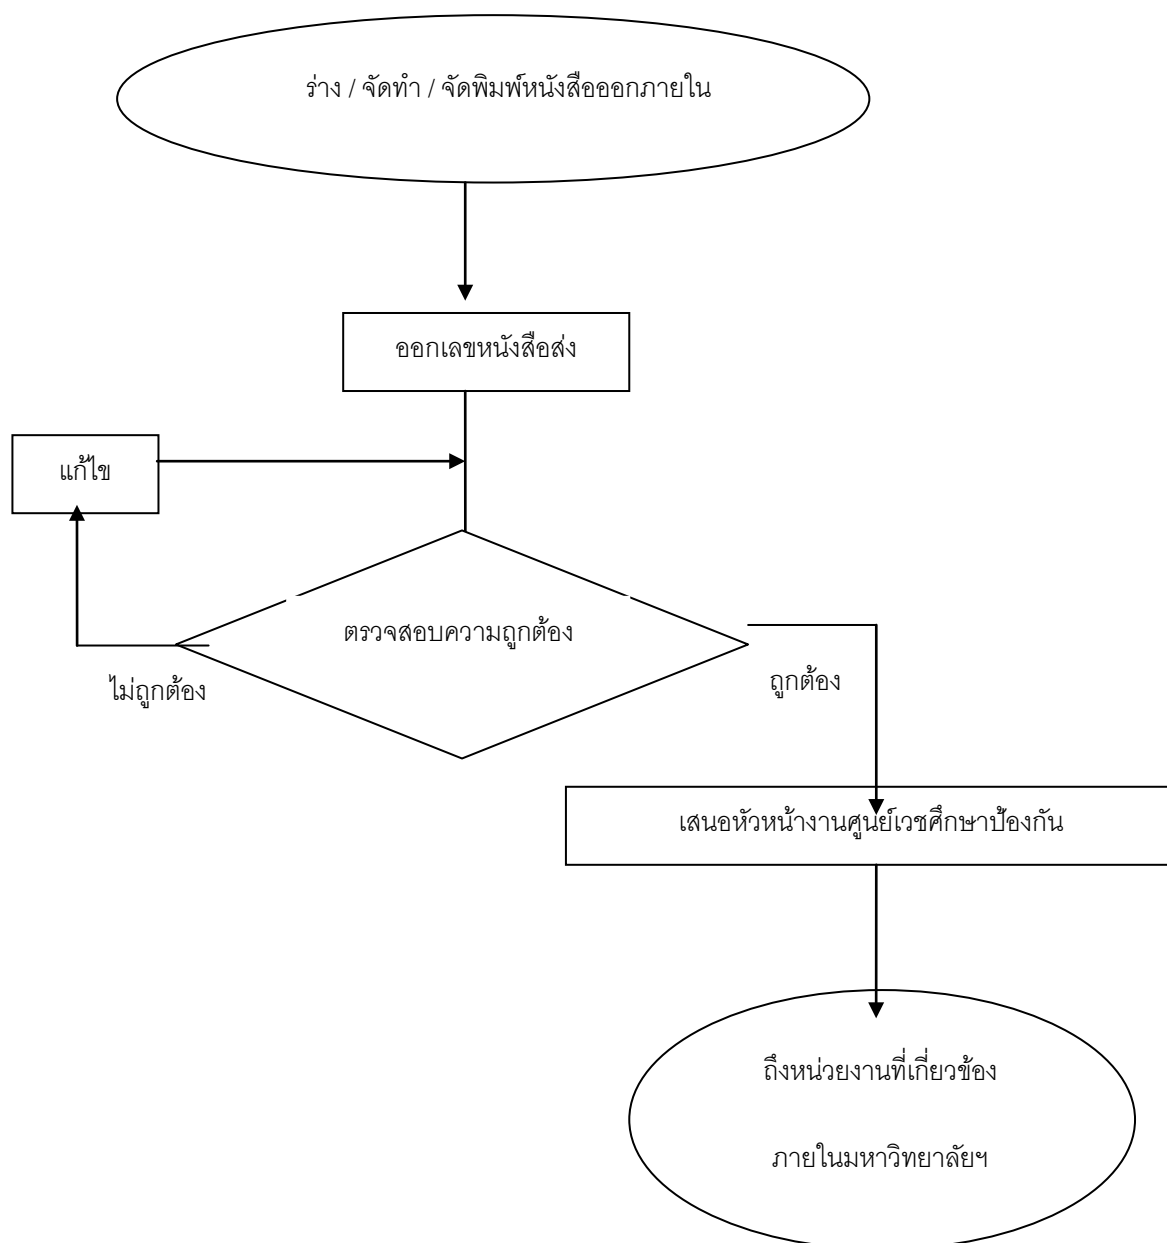 ร่าง / จัดทำ / จัดพิมพ์หนังสือออกภายใน
ออกเลขหนังสือส่ง
แก้ไข
ตรวจสอบความถูกต้อง
ไม่ถูกต้อง
ถูกต้อง
เสนอหัวหน้างานศูนย์เวชศึกษาป้องกัน
ถึงหน่วยงานที่เกี่ยวข้อง
ภายในมหาวิทยาลัยฯ